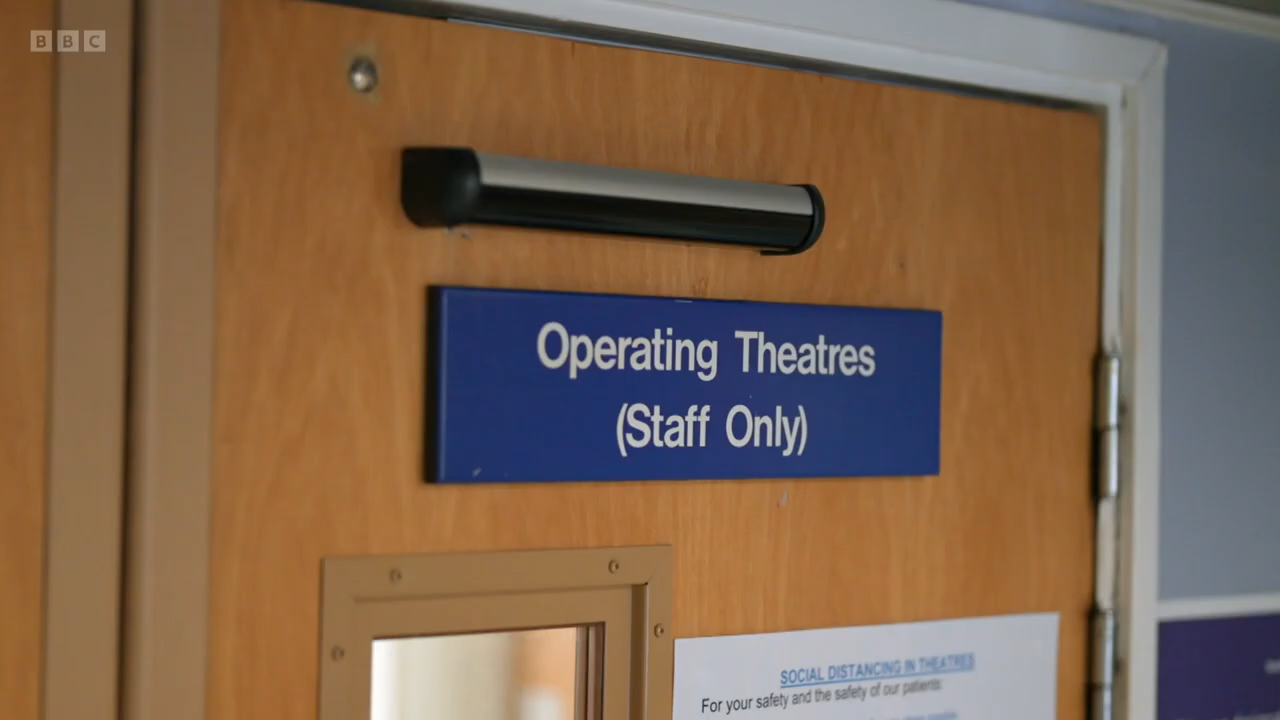 BBC
Operating Theatres
(Staff Only)
SOCIAL DISTANCING IN THEATRES
For your safety and the safety of our patients: